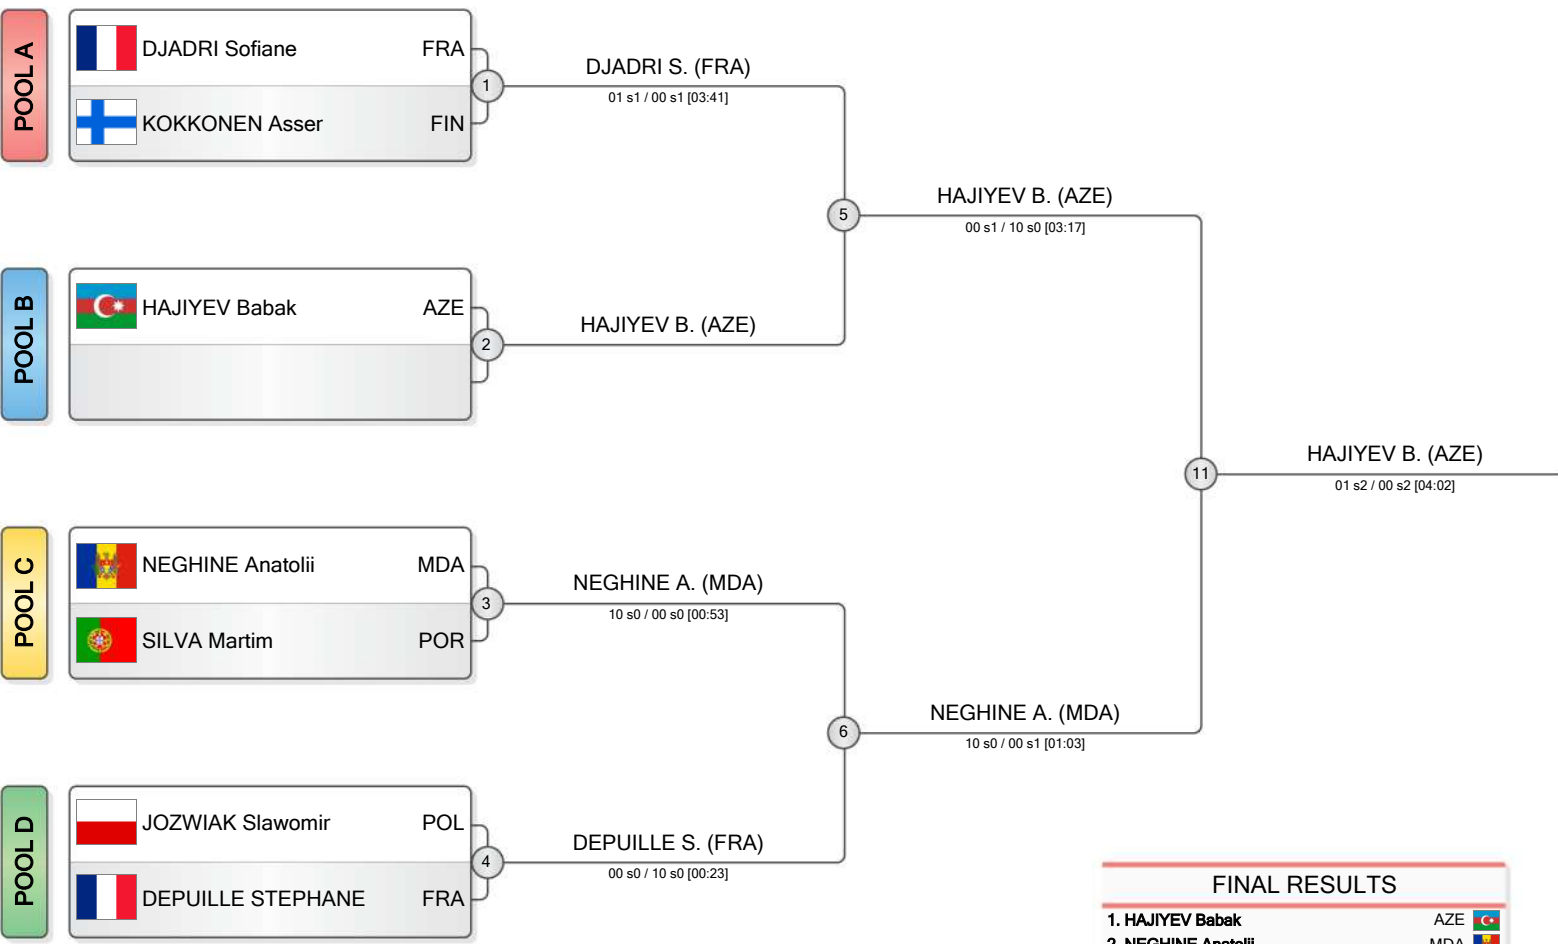 POOL A
DJADRI Sofiane FRA
KOKKONEN Asser FIN
1
DJADRI S. (FRA)
01 s1 / 00 s1 [03:41]
5
HAJIYEV B. (AZE)
00 s1 / 10 s0 [03:17]
POOL B
HAJIYEV Babak AZE
2
HAJIYEV B. (AZE)
11
HAJIYEV B. (AZE)
01 s2 / 00 s2 [04:02]
POOL C
NEGHINE Anatolii MDA
SILVA Martim POR
3
NEGHINE A. (MDA)
10 s0 / 00 s0 [00:53]
6
NEGHINE A. (MDA)
10 s0 / 00 s1 [01:03]
POOL D
JOZWIAK Slawomir POL
DEPUILLE STEPHANE FRA
4
DEPUILLE S. (FRA)
00 s0 / 10 s0 [00:23]
FINAL RESULTS
1. HAJIYEV Babak AZE
2. NEGHINE Anatolii MDA